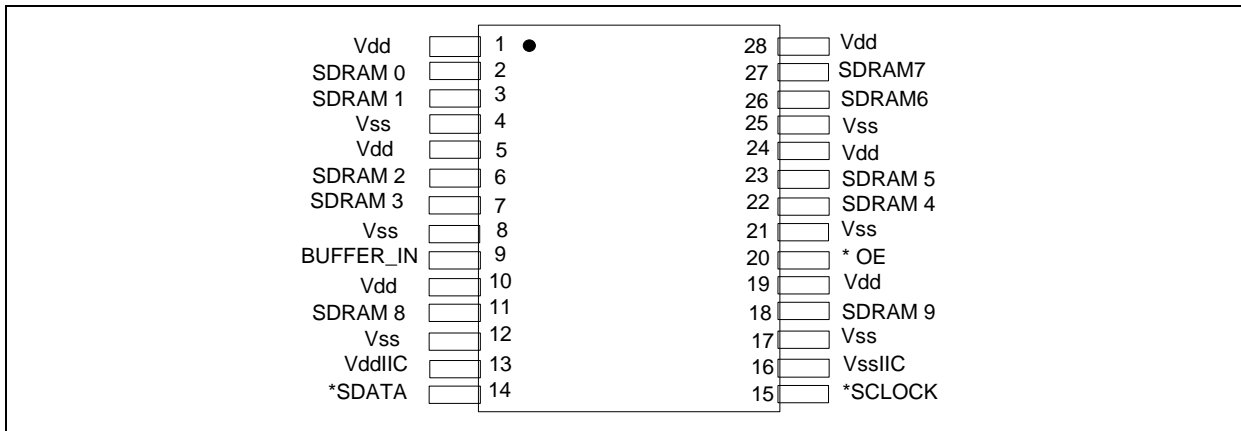 Vdd 1 28 Vdd
SDRAM 0 2 27 SDRAM7
SDRAM 1 3 26 SDRAM6
Vss 4 25 Vss
Vdd 5 24 Vdd
SDRAM 2 6 23 SDRAM 5
SDRAM 3 7 22 SDRAM 4
Vss 8 21 Vss
BUFFER_IN 9 20 * OE
Vdd 10 19 Vdd
SDRAM 8 11 18 SDRAM 9
Vss 12 17 Vss
VddIIC 13 16 VssIIC
*SDATA 14 15 *SCLOCK